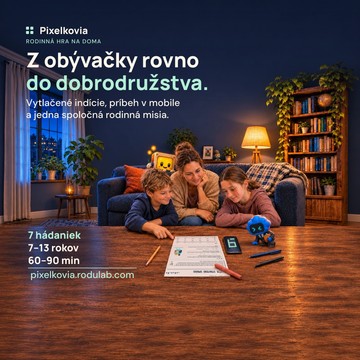 Pixelkovia
RODINNÁ HRA NA DOMA
Z obývačky rovno
do dobrodružstva.
Vytlačené indície, príbeh v mobile
a jedna spoločná rodinná misia.
7 hádaniek
7–13 rokov
60–90 min
pixelkovia.rodulab.com